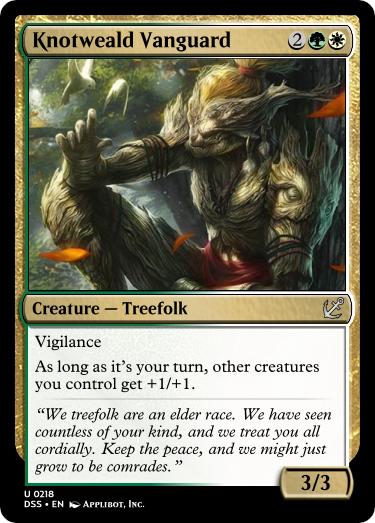 Knotweald Vanguard 2
Creature — Treefolk
Vigilance
As long as it's your turn, other creatures
you control get +1/+1.
“We treefolk are an elder race. We have seen
countless of your kind, and we treat you all
cordially. Keep the peace, and we might just
grow to be comrades.”
3/3
U 0218
DSS • EN Applibot, Inc.